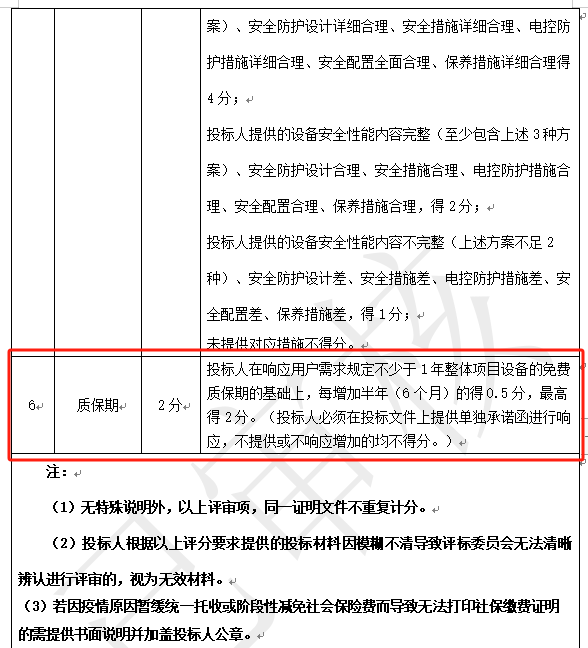 案）、安全防护设计详细合理、安全措施详细合理、电控防
护措施详细合理、安全配置全面合理、保养措施详细合理得
4 分；
投标人提供的设备安全性能内容完整（至少包含上述 3 种方
案）、安全防护设计合理、安全措施合理、电控防护措施合
理、安全配置合理、保养措施合理，得 2 分；
投标人提供的设备安全性能内容不完整（上述方案不足 2
种）、安全防护设计差、安全措施差、电控防护措施差、安
全配置差、保养措施差，得 1 分；
未提供对应措施不得分。
6
质保期
2 分
投标人在响应用户需求规定不少于 1 年整体项目设备的免费
质保期的基础上，每增加半年（6 个月）的得 0.5 分，最高
得 2 分。（投标人必须在投标文件上提供单独承诺函进行响
应，不提供或不响应增加的均不得分。）
注：
（1）无特殊说明外，以上评审项，同一证明文件不重复计分。
（2）投标人根据以上评分要求提供的投标材料因模糊不清导致评标委员会无法清晰
辨认进行评审的，视为无效材料。
（3）若因疫情原因暂缓统一托收或阶段性减免社会保险费而导致无法打印社保缴费证明
的需提供书面说明并加盖投标人公章。